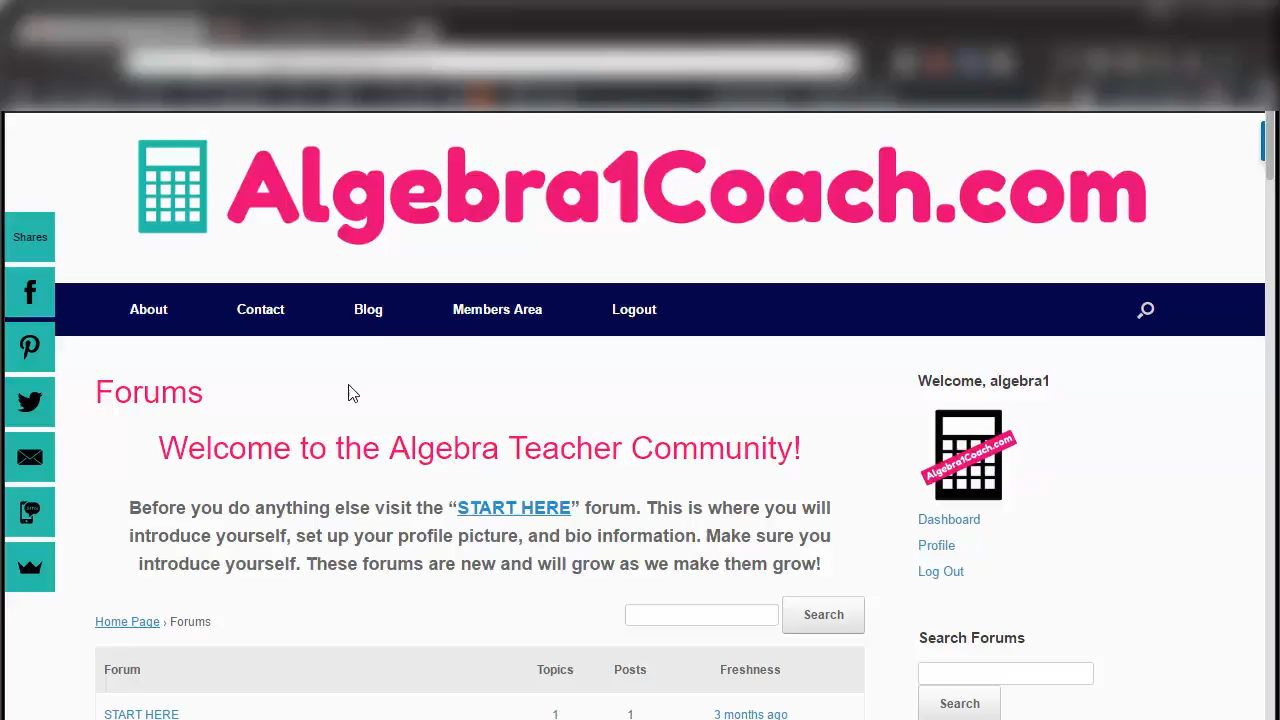 Algebra1Coach.com
Shares
About Contact Blog Members Area Logout
Forums
Welcome to the Algebra Teacher Community!
Before you do anything else visit the “START HERE” forum. This is where you will
introduce yourself, set up your profile picture, and bio information. Make sure you
introduce yourself. These forums are new and will grow as we make them grow!
Home Page › Forums
Search
Forum Topics Posts Freshness
START HERE 1 1 3 months ago
Welcome, algebra1
Algebra1Coach.com
Dashboard
Profile
Log Out
Search Forums
Search